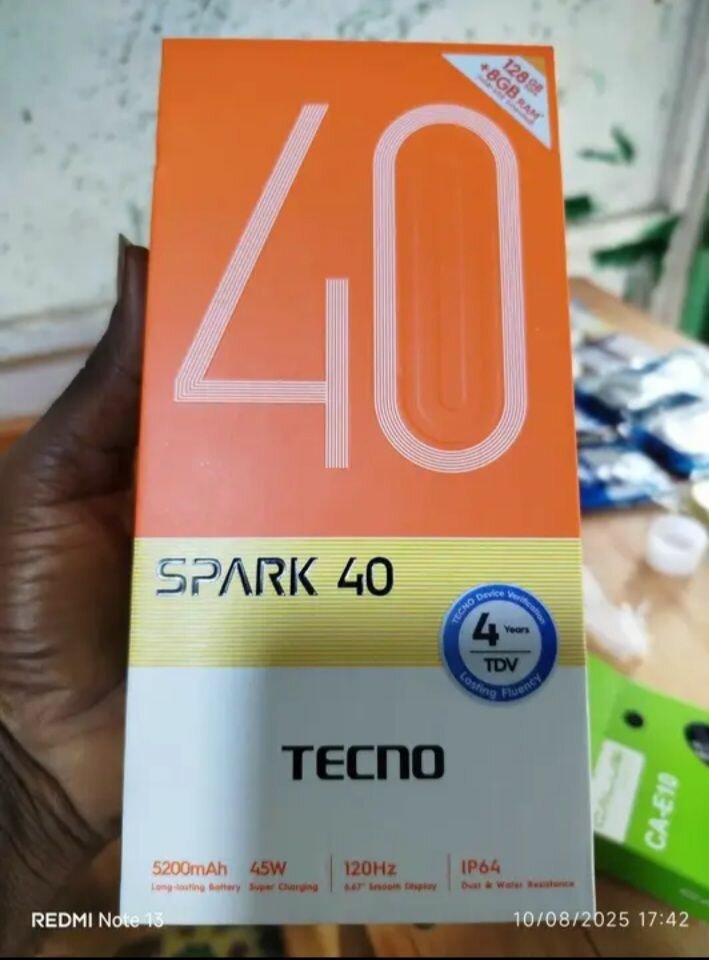 128GB
+8GB RAM*
40
SPARK 40
TECNO Device Verification
4 Years
TDV
Lasting Fluency
TECNO
5200mAh 45W 120Hz IP64
Long-lasting Battery Super Charging 6.67" Smooth Display Dust & Water Resistance
CA-E10
REDMI Note 13
10/08/2025 17:42